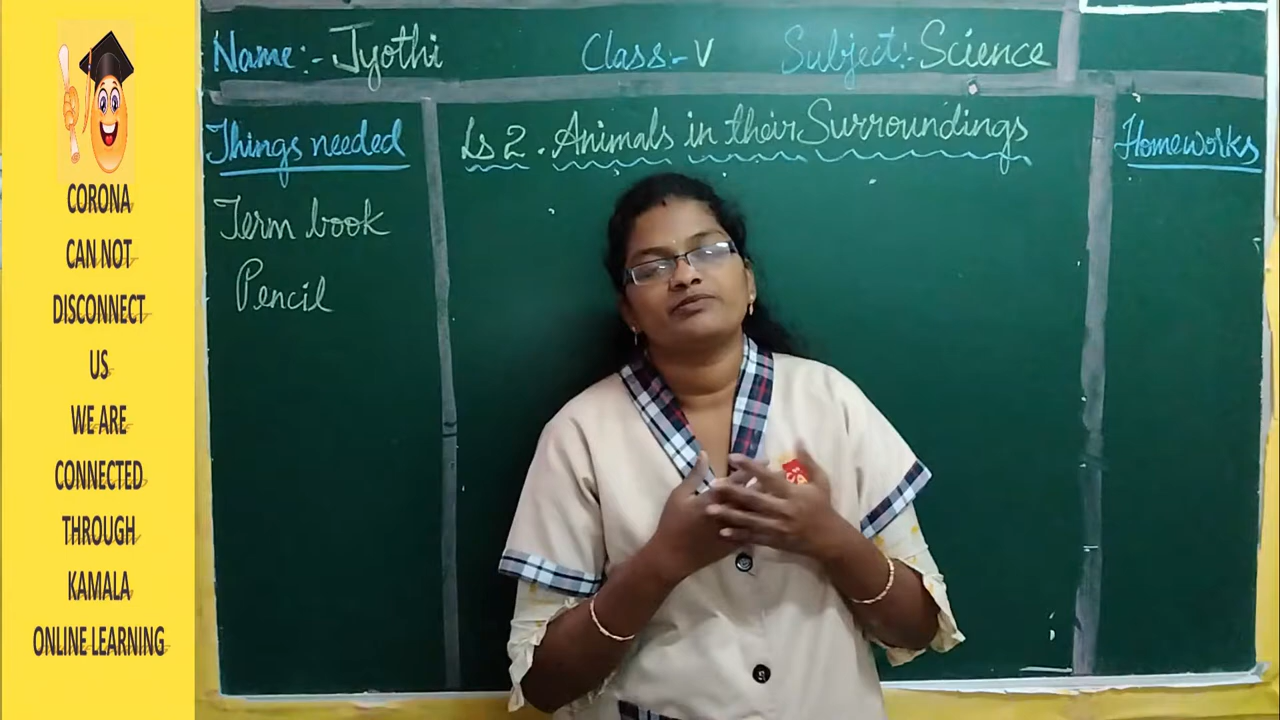 CORONA
CAN NOT
DISCONNECT
US
WE ARE
CONNECTED
THROUGH
KAMALA
ONLINE LEARNING
Name:- Jyothi Class:- V Subject:- Science
Things needed
Term book
Pencil
Ls 2. Animals in their Surroundings
Homeworks